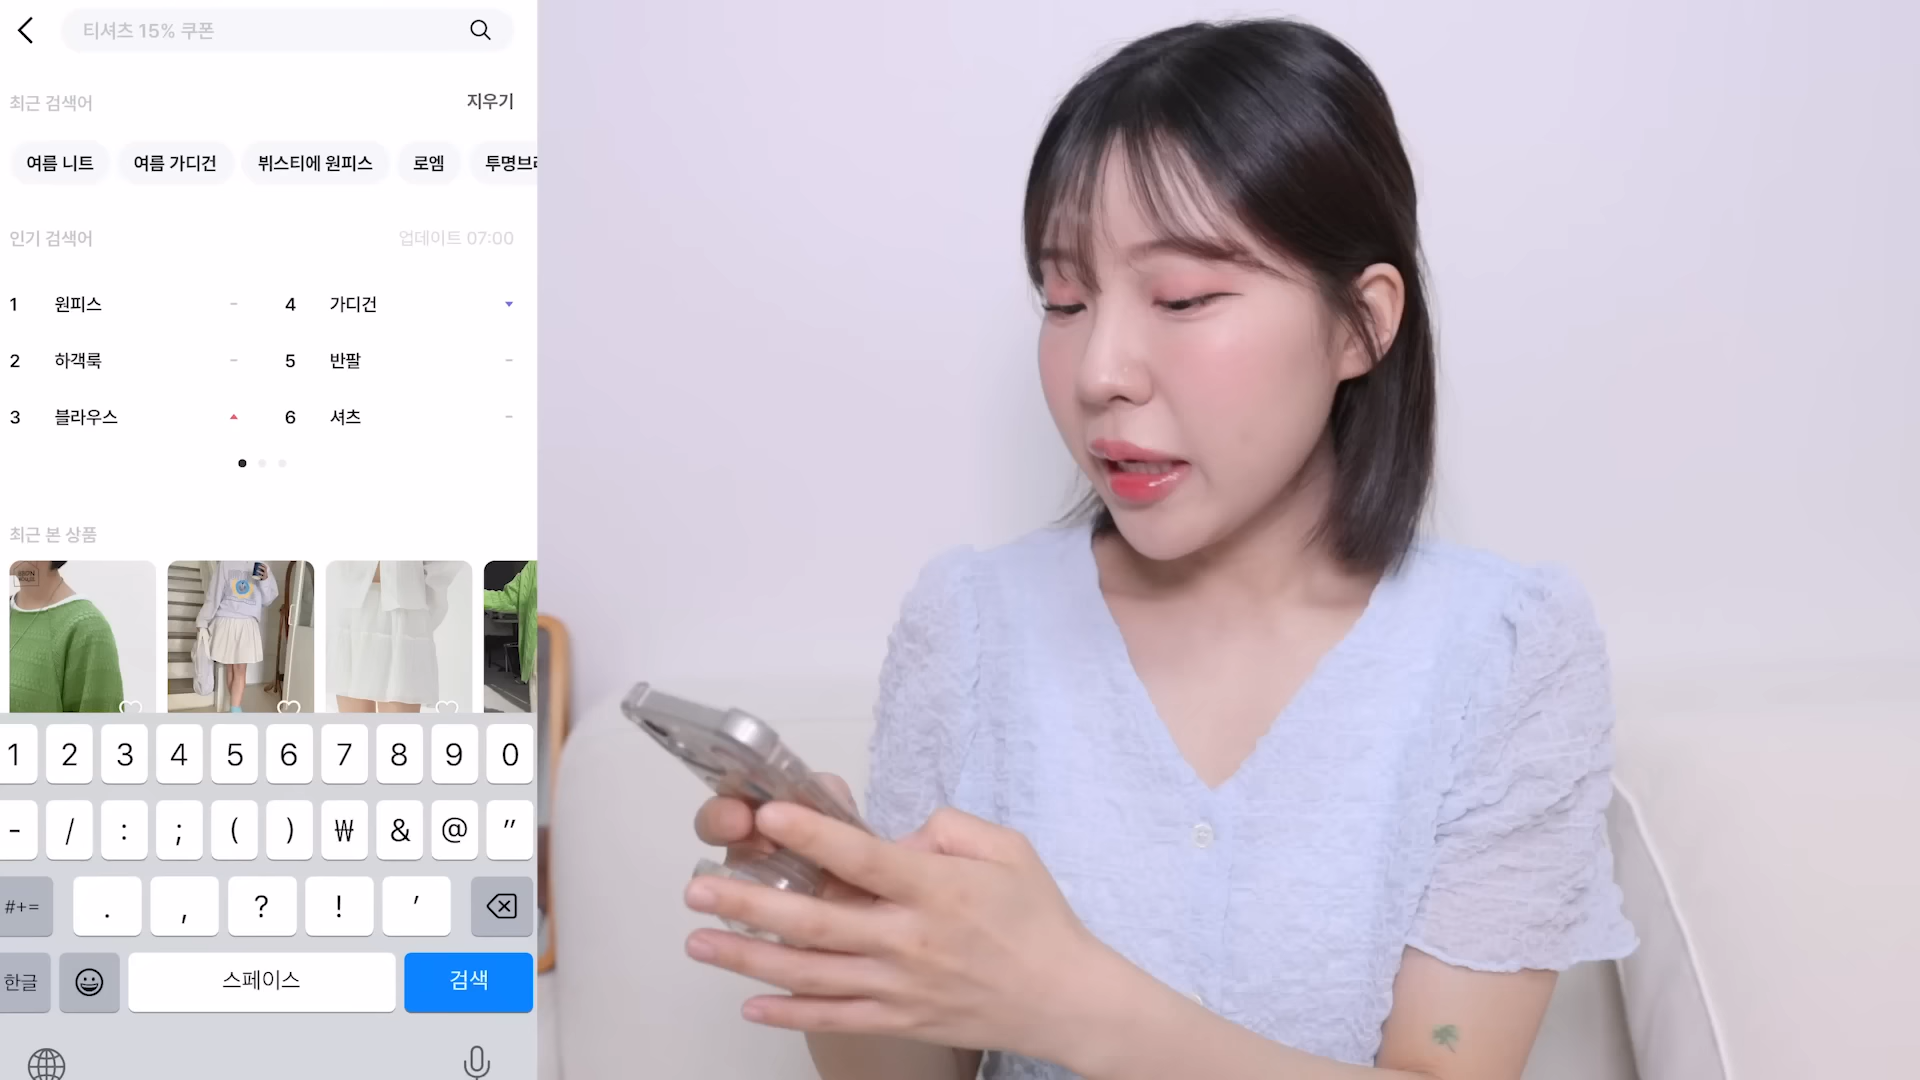 티셔츠 15% 쿠폰
최근 검색어 지우기
여름 니트 여름 가디건 뷔스티에 원피스 로엠 투명브라
인기 검색어 업데이트 07:00
1 원피스 - 4 가디건
2 하객룩 - 5 반팔 -
3 블라우스 6 셔츠 -
최근 본 상품
1 2 3 4 5 6 7 8 9 0
- / : ; ( ) ₩ & @ "
#+= . , ? ! '
한글 스페이스 검색